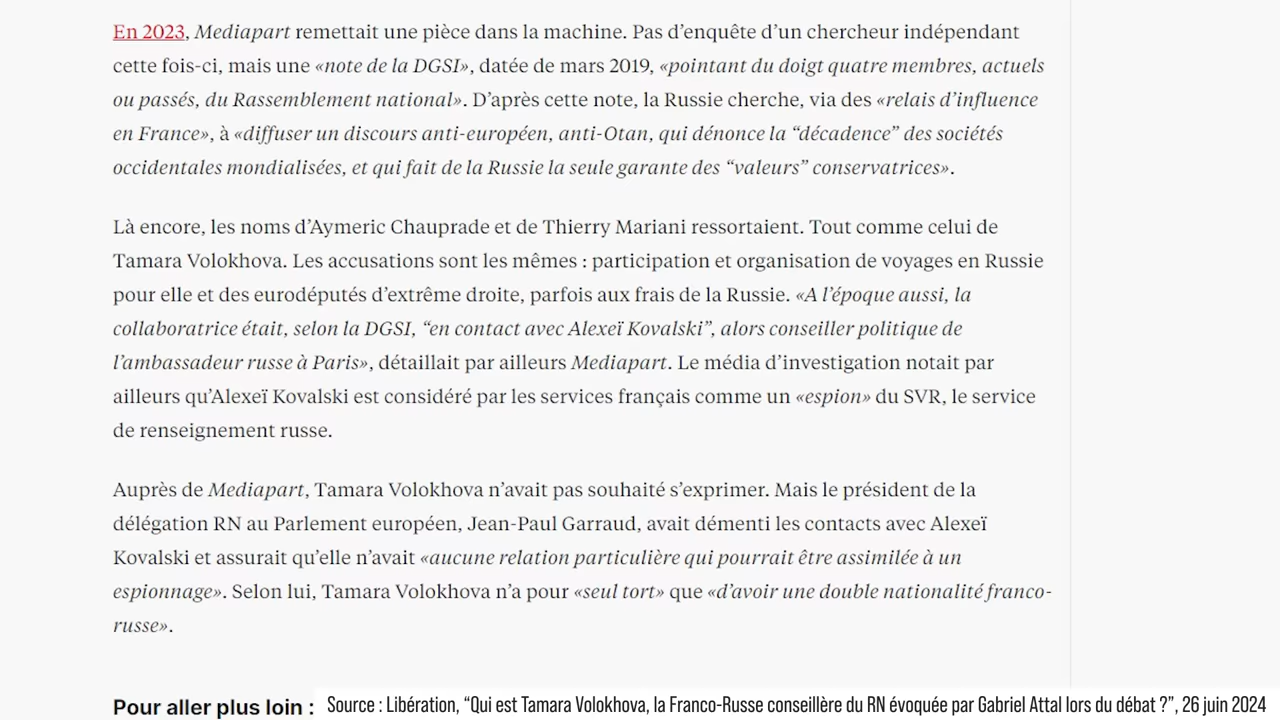 En 2023, Mediapart remettait une pièce dans la machine. Pas d’enquête d’un chercheur indépendant
cette fois-ci, mais une «note de la DGSI», datée de mars 2019, «pointant du doigt quatre membres, actuels
ou passés, du Rassemblement national». D’après cette note, la Russie cherche, via des «relais d’influence
en France», à «diffuser un discours anti-européen, anti-Otan, qui dénonce la “décadence” des sociétés
occidentales mondialisées, et qui fait de la Russie la seule garante des “valeurs” conservatrices».
Là encore, les noms d’Aymeric Chauprade et de Thierry Mariani ressortaient. Tout comme celui de
Tamara Volokhova. Les accusations sont les mêmes : participation et organisation de voyages en Russie
pour elle et des eurodéputés d’extrême droite, parfois aux frais de la Russie. «A l’époque aussi, la
collaboratrice était, selon la DGSI, “en contact avec Alexeï Kovalski”, alors conseiller politique de
l’ambassadeur russe à Paris», détaillait par ailleurs Mediapart. Le média d’investigation notait par
ailleurs qu’Alexeï Kovalski est considéré par les services français comme un «espion» du SVR, le service
de renseignement russe.
Auprès de Mediapart, Tamara Volokhova n’avait pas souhaité s’exprimer. Mais le président de la
délégation RN au Parlement européen, Jean-Paul Garraud, avait démenti les contacts avec Alexeï
Kovalski et assurait qu’elle n’avait «aucune relation particulière qui pourrait être assimilée à un
espionnage». Selon lui, Tamara Volokhova n’a pour «seul tort» que «d’avoir une double nationalité franco-
russe».
Pour aller plus loin :
Source : Libération, “Qui est Tamara Volokhova, la Franco-Russe conseillère du RN évoquée par Gabriel Attal lors du débat ?”, 26 juin 2024